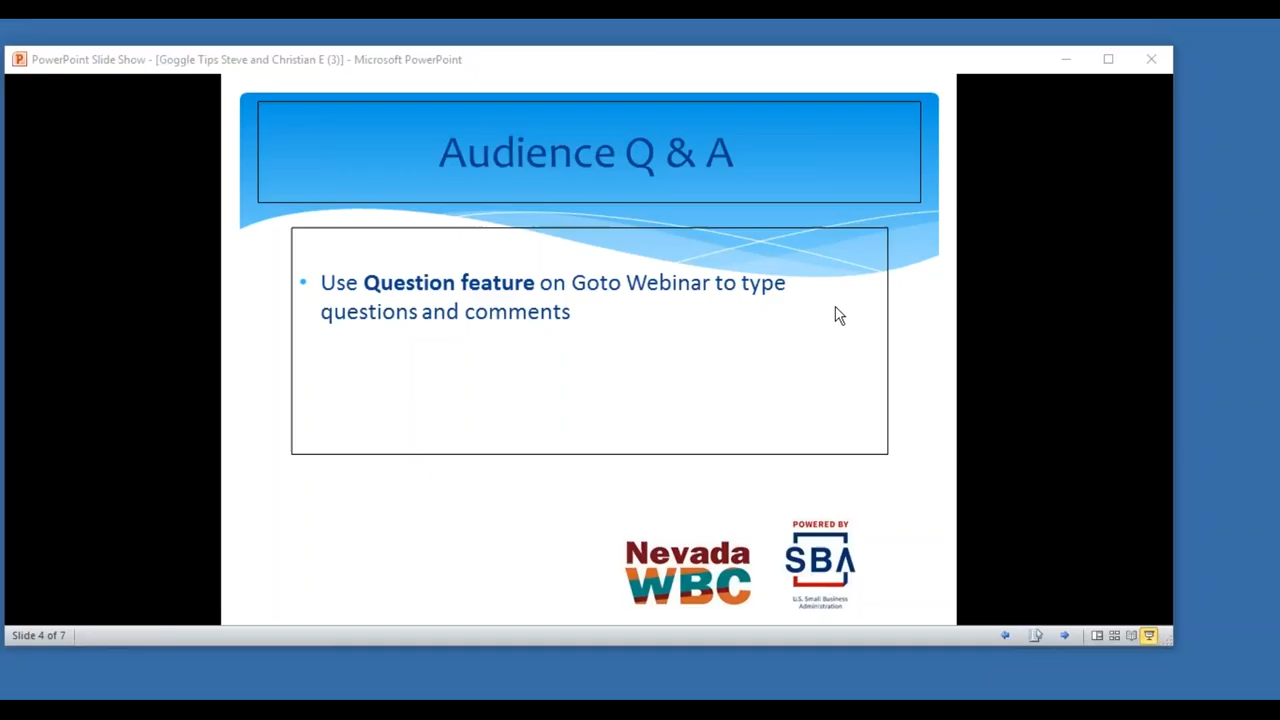 PowerPoint Slide Show - [Goggle Tips Steve and Christian E (3)] - Microsoft PowerPoint
Audience Q & A
• Use Question feature on Goto Webinar to type
questions and comments
POWERED BY
Nevada
WBC
SBA
U.S. Small Business
Administration
Slide 4 of 7